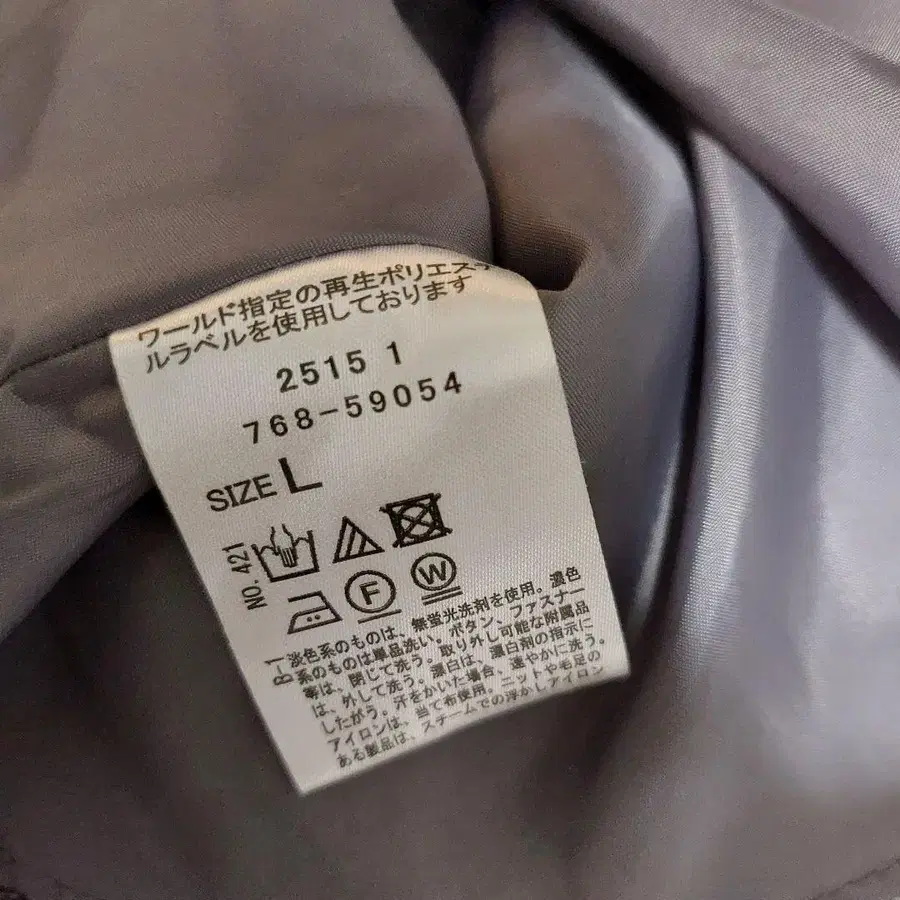 ワールド指定の再生ポリエステ
ルラベルを使用しております
2515 1
768-59054
SIZE L
NO. 421
F
W
B-1
淡色系のものは、無蛍光洗剤を使用。濃色
系のものは単品洗い。ボタン、ファスナー
等は、閉じて洗う。取り外し可能な附属品
は、外して洗う。漂白は、漂白剤の指示に
したがう。汗をかいた場合、速やかに洗う。
アイロンは、当て布使用。ニットや毛足の
ある製品は、スチームでの浮かしアイロン